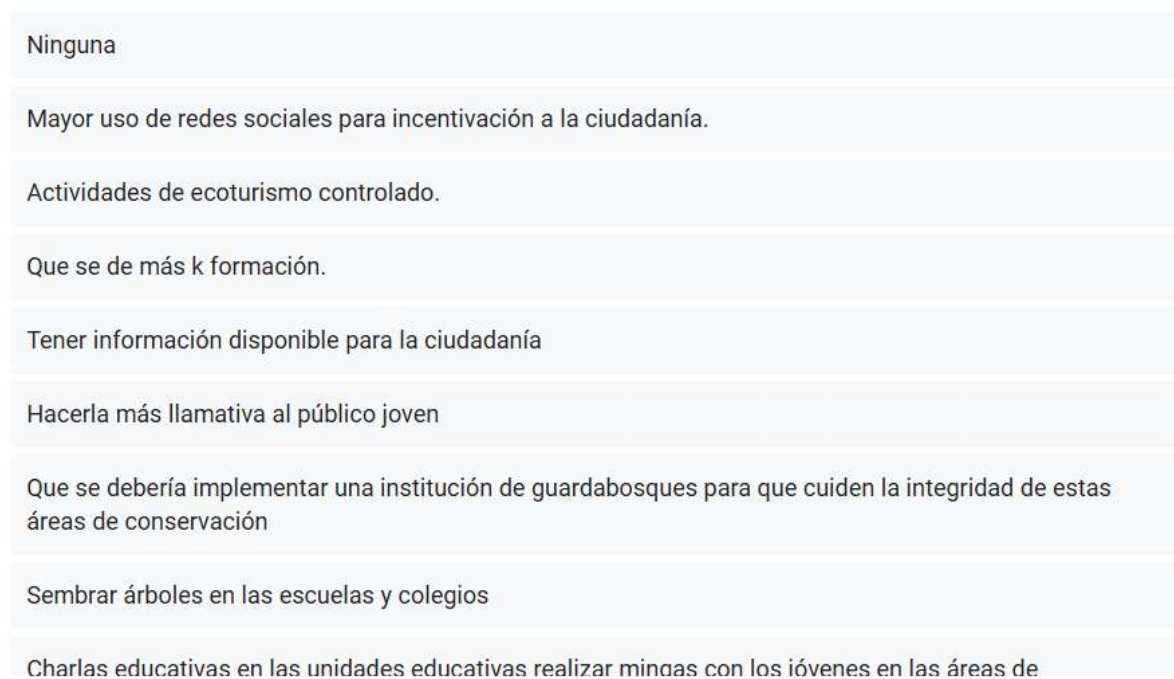 Ninguna
Mayor uso de redes sociales para incentivación a la ciudadanía.
Actividades de ecoturismo controlado.
Que se de más k formación.
Tener información disponible para la ciudadanía
Hacerla más llamativa al público joven
Que se debería implementar una institución de guardabosques para que cuiden la integridad de estas
áreas de conservación
Sembrar árboles en las escuelas y colegios
Charlas educativas en las unidades educativas realizar mingas con los jóvenes en las áreas de